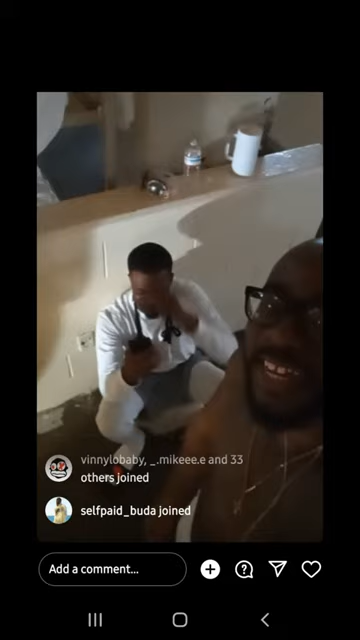 vinnylobaby, _.mikeee.e and 33
others joined
selfpaid_buda joined
Add a comment...